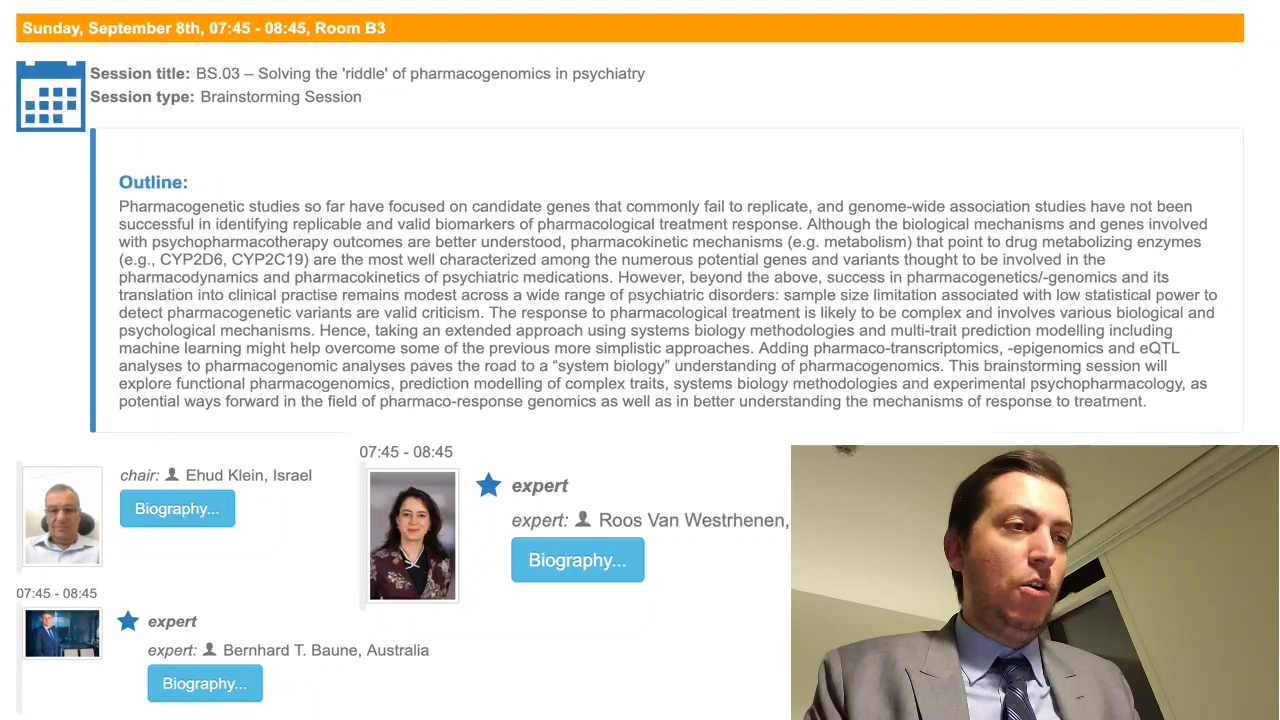 Sunday, September 8th, 07:45 - 08:45, Room B3
Session title: BS.03 – Solving the 'riddle' of pharmacogenomics in psychiatry
Session type: Brainstorming Session
Outline:
Pharmacogenetic studies so far have focused on candidate genes that commonly fail to replicate, and genome-wide association studies have not been
successful in identifying replicable and valid biomarkers of pharmacological treatment response. Although the biological mechanisms and genes involved
with psychopharmacotherapy outcomes are better understood, pharmacokinetic mechanisms (e.g. metabolism) that point to drug metabolizing enzymes
(e.g., CYP2D6, CYP2C19) are the most well characterized among the numerous potential genes and variants thought to be involved in the
pharmacodynamics and pharmacokinetics of psychiatric medications. However, beyond the above, success in pharmacogenetics/-genomics and its
translation into clinical practise remains modest across a wide range of psychiatric disorders: sample size limitation associated with low statistical power to
detect pharmacogenetic variants are valid criticism. The response to pharmacological treatment is likely to be complex and involves various biological and
psychological mechanisms. Hence, taking an extended approach using systems biology methodologies and multi-trait prediction modelling including
machine learning might help overcome some of the previous more simplistic approaches. Adding pharmaco-transcriptomics, -epigenomics and eQTL
analyses to pharmacogenomic analyses paves the road to a “system biology” understanding of pharmacogenomics. This brainstorming session will
explore functional pharmacogenomics, prediction modelling of complex traits, systems biology methodologies and experimental psychopharmacology, as
potential ways forward in the field of pharmaco-response genomics as well as in better understanding the mechanisms of response to treatment.
chair: Ehud Klein, Israel
Biography...
07:45 - 08:45
expert
expert: Roos Van Westrhenen,
Biography...
07:45 - 08:45
expert
expert: Bernhard T. Baune, Australia
Biography...